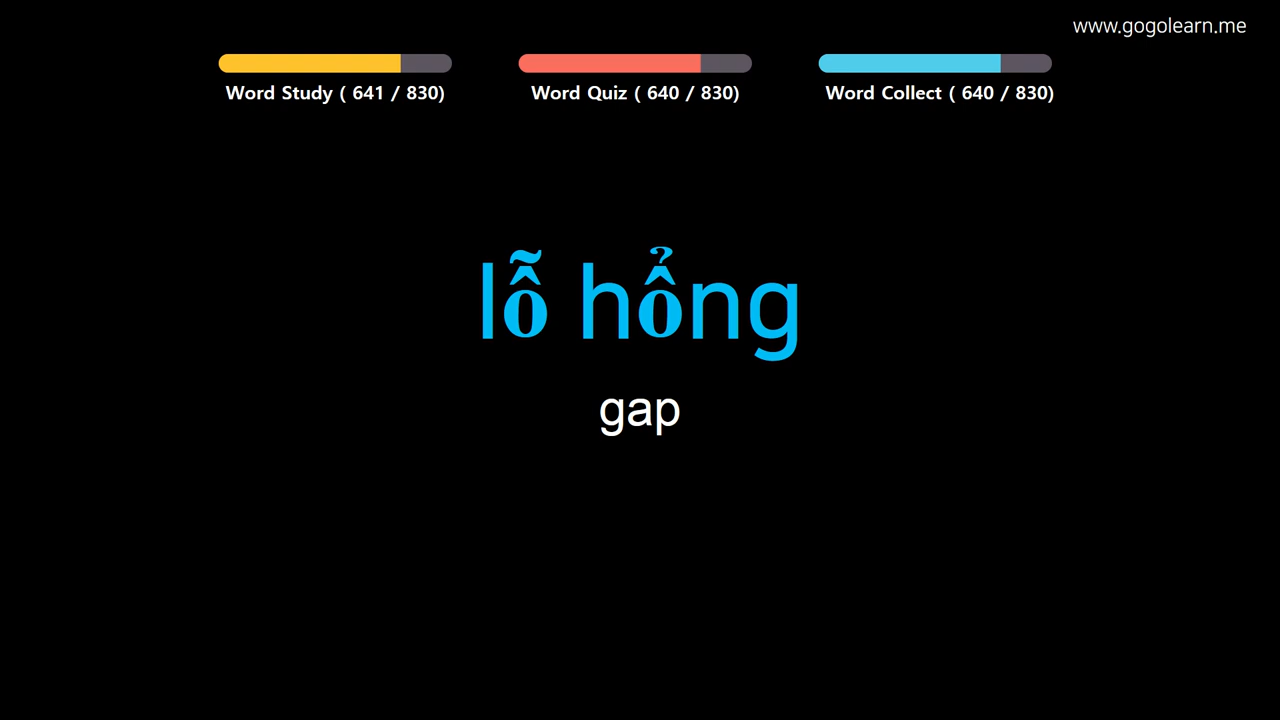 www.gogolearn.me
Word Study ( 641 / 830)
Word Quiz ( 640 / 830)
Word Collect ( 640 / 830)
lỗ hổng
gap